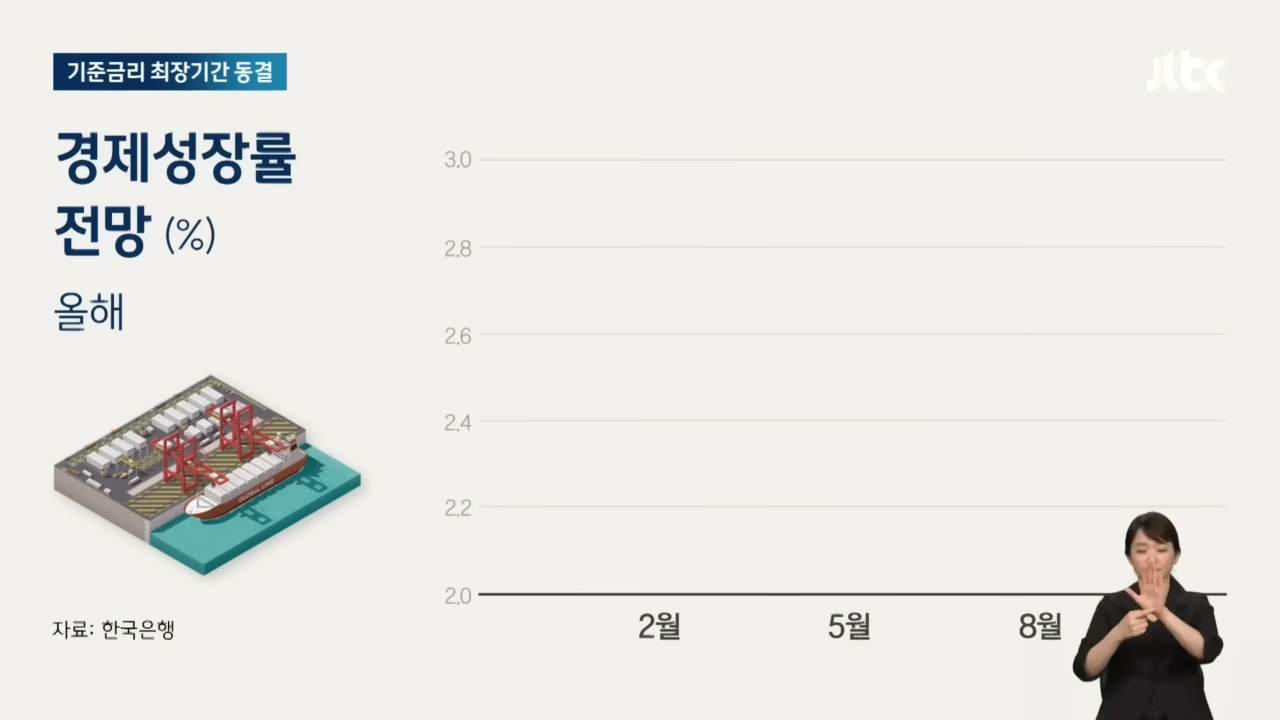 기준금리 최장기간 동결
jtbc
경제성장률
전망 (%)
올해
3.0
2.8
2.6
2.4
2.2
2.0
2월 5월 8월
GLOBAL LINE
자료: 한국은행